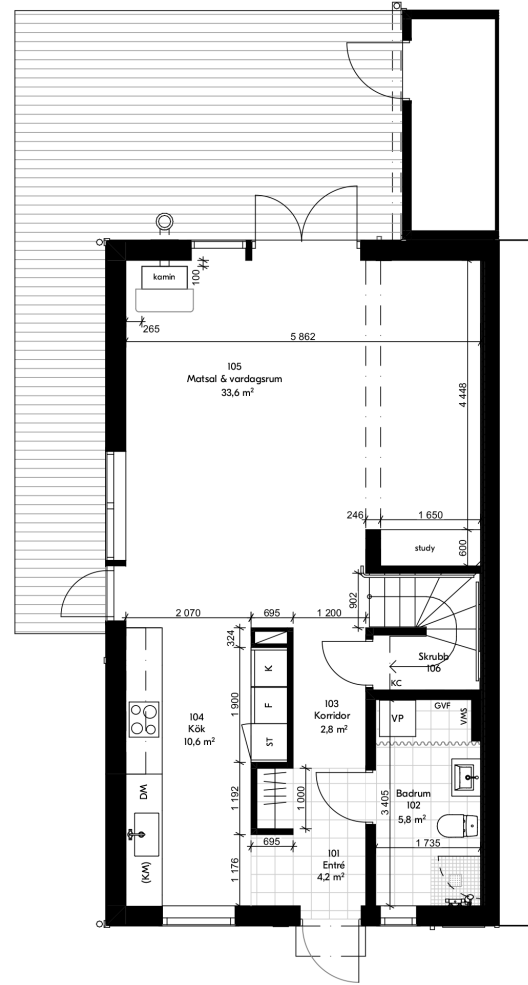 kamin
100
265
5 862
105
Matsal & vardagsrum
33,6 m²
4 448
246
1 650
study
600
902
2 070
695
1 200
324
Skrubb
106
KC
K
1 900
F
ST
103
Korridor
2,8 m²
104
Kök
10,6 m²
VP
GVF
VMS
DM
1 192
1 000
3 405
Badrum
102
5,8 m²
1 735
695
101
Entré
4,2 m²
1 176
(KM)